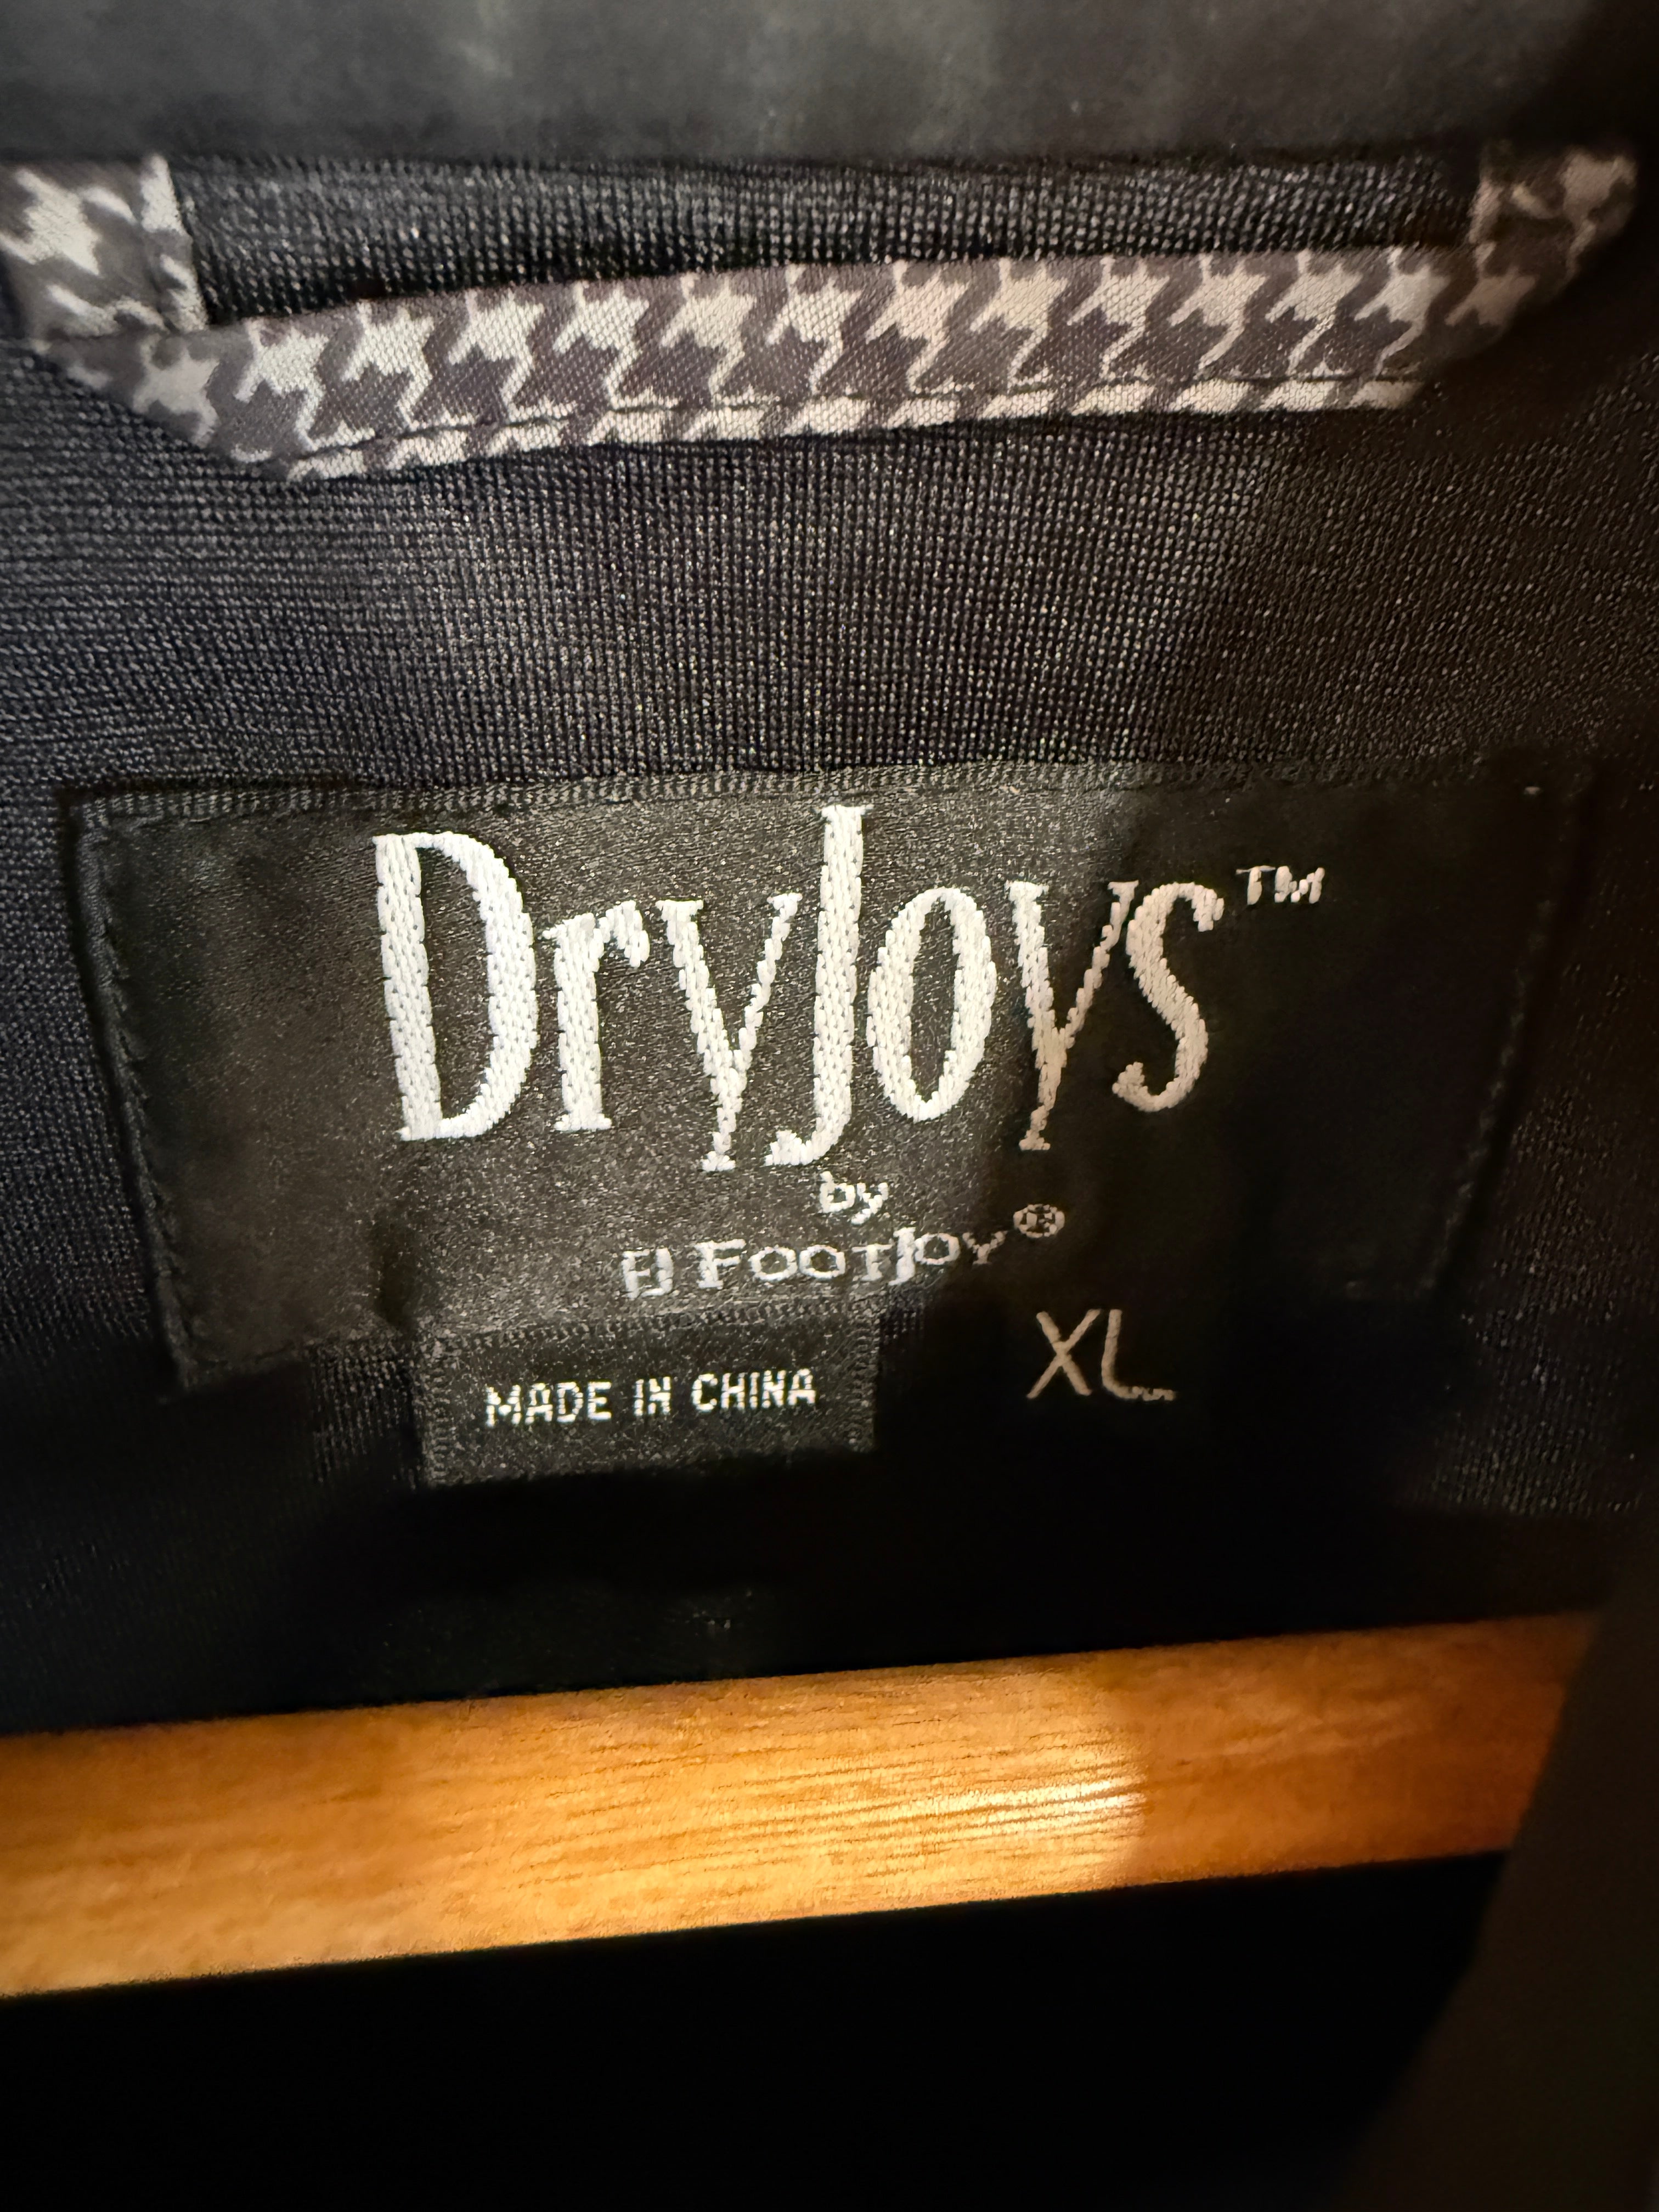 DryJoys™
by
FJ FootJoy®
XL
MADE IN CHINA